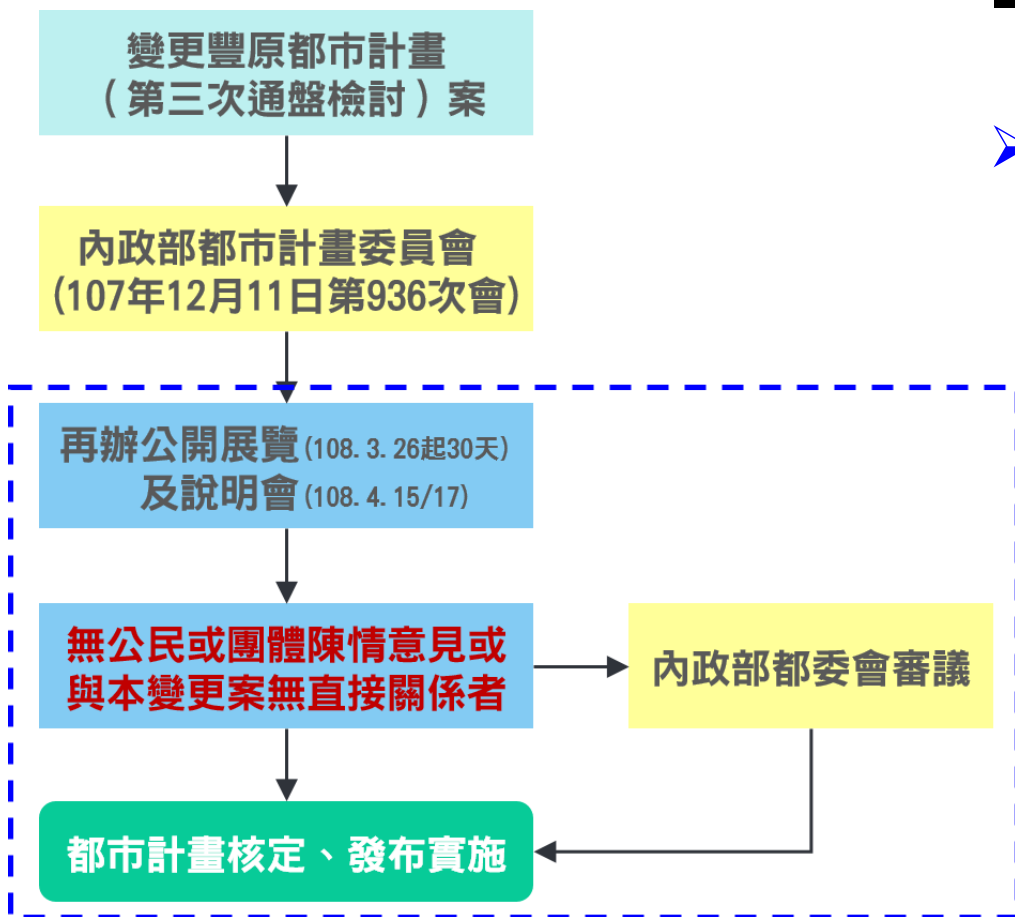 變更豐原都市計畫
（第三次通盤檢討）案
內政部都市計畫委員會
(107年12月11日第936次會)
再辦公開展覽(108.3.26起30天)
及說明會(108.4.15/17)
無公民或團體陳情意見或
與本變更案無直接關係者
內政部都委會審議
都市計畫核定、發布實施